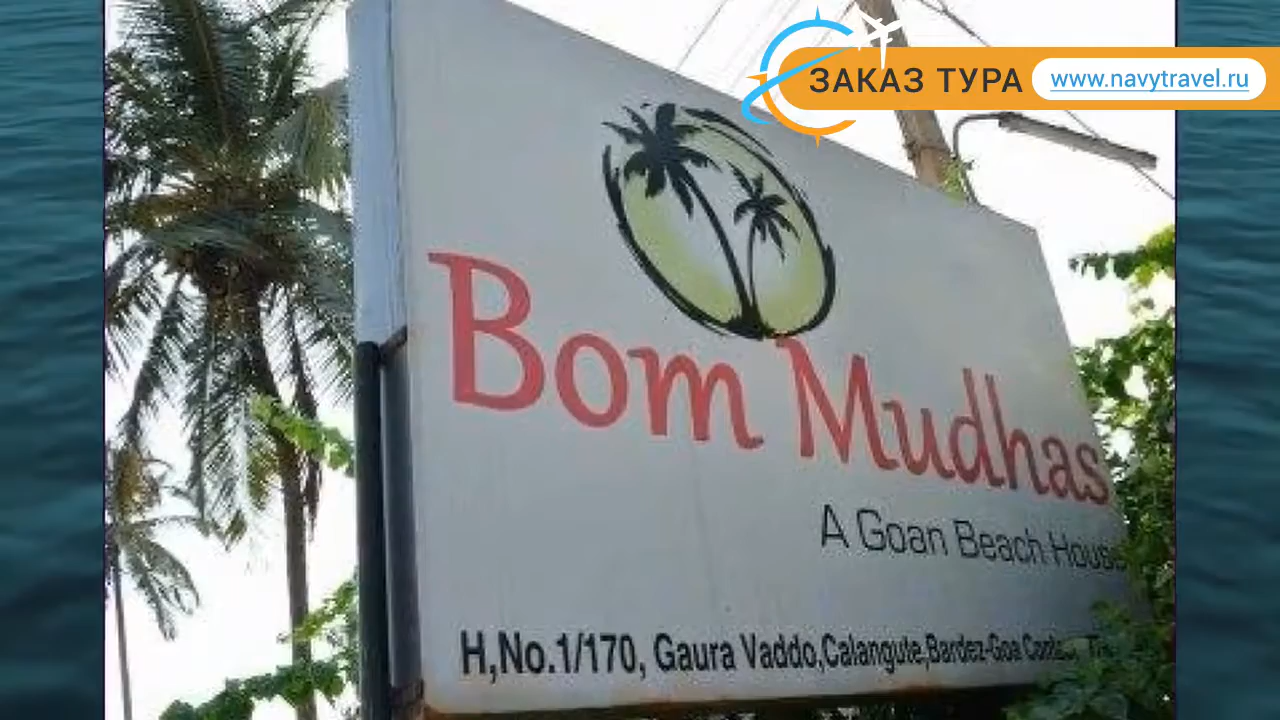 ЗАКАЗ ТУРА www.navytravel.ru
Bom Mudhas
A Goan Beach House
H,No.1/170, Gaura Vaddo,Calangute,Bardez-Goa